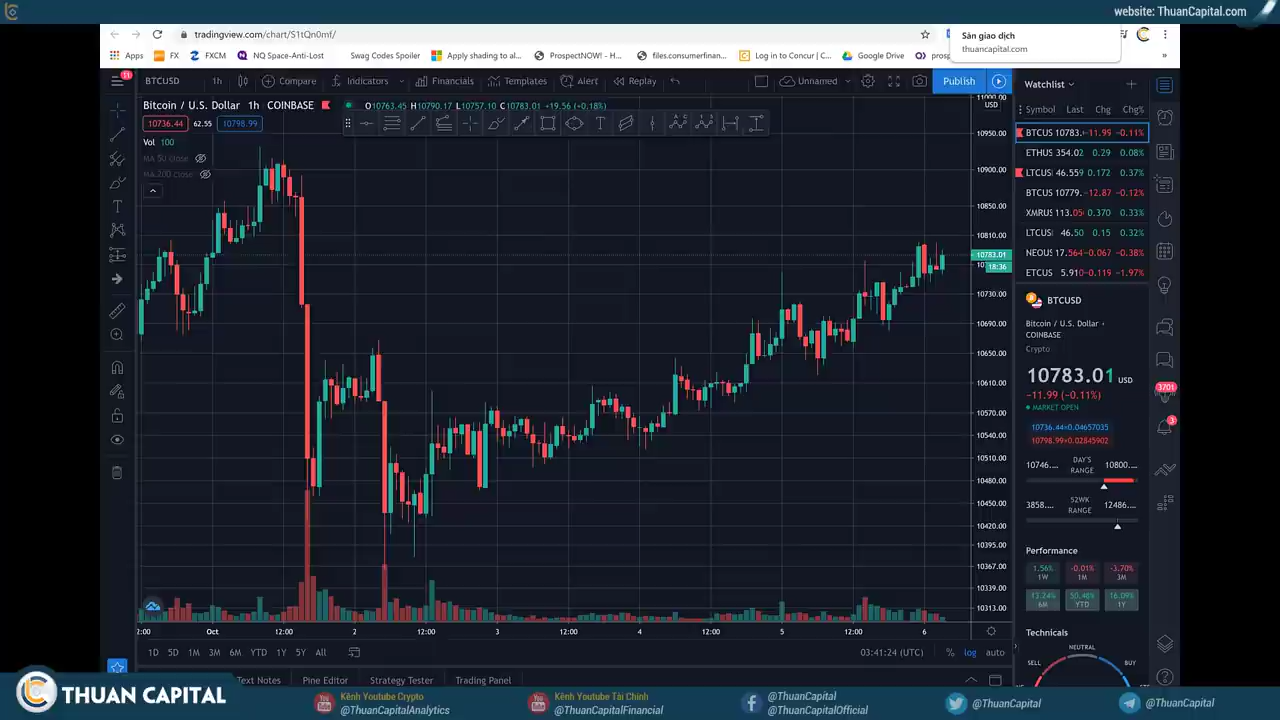 website: ThuanCapital.com
tradingview.com/chart/S1tQn0mf/
Sàn giao dịch
thuancapital.com
Apps
FX
FXCM
NQ Space-Anti-Lost
Swag Codes Spoiler
Applying shading to al...
ProspectNOW! - Ho...
files.consumerfinan...
Log in to Concur | C...
Google Drive
BTCUSD
1h
Compare
Indicators
Financials
Templates
Alert
Replay
Unnamed
Publish
Bitcoin / U.S. Dollar 1h COINBASE
O10763.45 H10790.17 L10757.10 C10783.01 +19.56 (+0.18%)
10736.44 62.55 10798.99
Vol 100
MA 50 close
MA 200 close
11000.00
USD
10950.00
10900.00
10850.00
10810.00
10783.01
18:36
10730.00
10690.00
10650.00
10610.00
10570.00
10540.00
10510.00
10480.00
10450.00
10420.00
10395.00
10367.00
10339.00
10313.00
2:00 Oct 12:00 2 12:00 3 12:00 4 12:00 5 12:00 6
1D 5D 1M 3M 6M YTD 1Y 5Y All
03:41:24 (UTC) % log auto
Text Notes Pine Editor Strategy Tester Trading Panel
Watchlist
Symbol Last Chg Chg%
BTCUS 10783. -11.99 -0.11%
ETHUS 354.02 0.29 0.08%
LTCUS 46.559 0.172 0.37%
BTCUS 10779. -12.87 -0.12%
XMRUS 113.05 0.370 0.33%
LTCUS 46.50 0.15 0.32%
NEOUS 17.564 -0.067 -0.38%
ETCUS 5.910 -0.119 -1.97%
BTCUSD
Bitcoin / U.S. Dollar •
COINBASE
Crypto
10783.01 USD
−11.99 (−0.11%)
MARKET OPEN
10736.44×0.04657035
10798.99×0.02845902
10746.... DAY'S RANGE 10800....
3858.... 52WK RANGE 12486....
Performance
1.56% -0.01% -3.70%
1W 1M 3M
13.24% 50.48% 16.09%
6M YTD 1Y
Technicals
NEUTRAL
SELL BUY
11
3701
3
THUAN CAPITAL
Kênh Youtube Crypto
@ThuanCapitalAnalytics
Kênh Youtube Tài Chính
@ThuanCapitalFinancial
@ThuanCapital
@ThuanCapitalOfficial
@ThuanCapital
@ThuanCapital